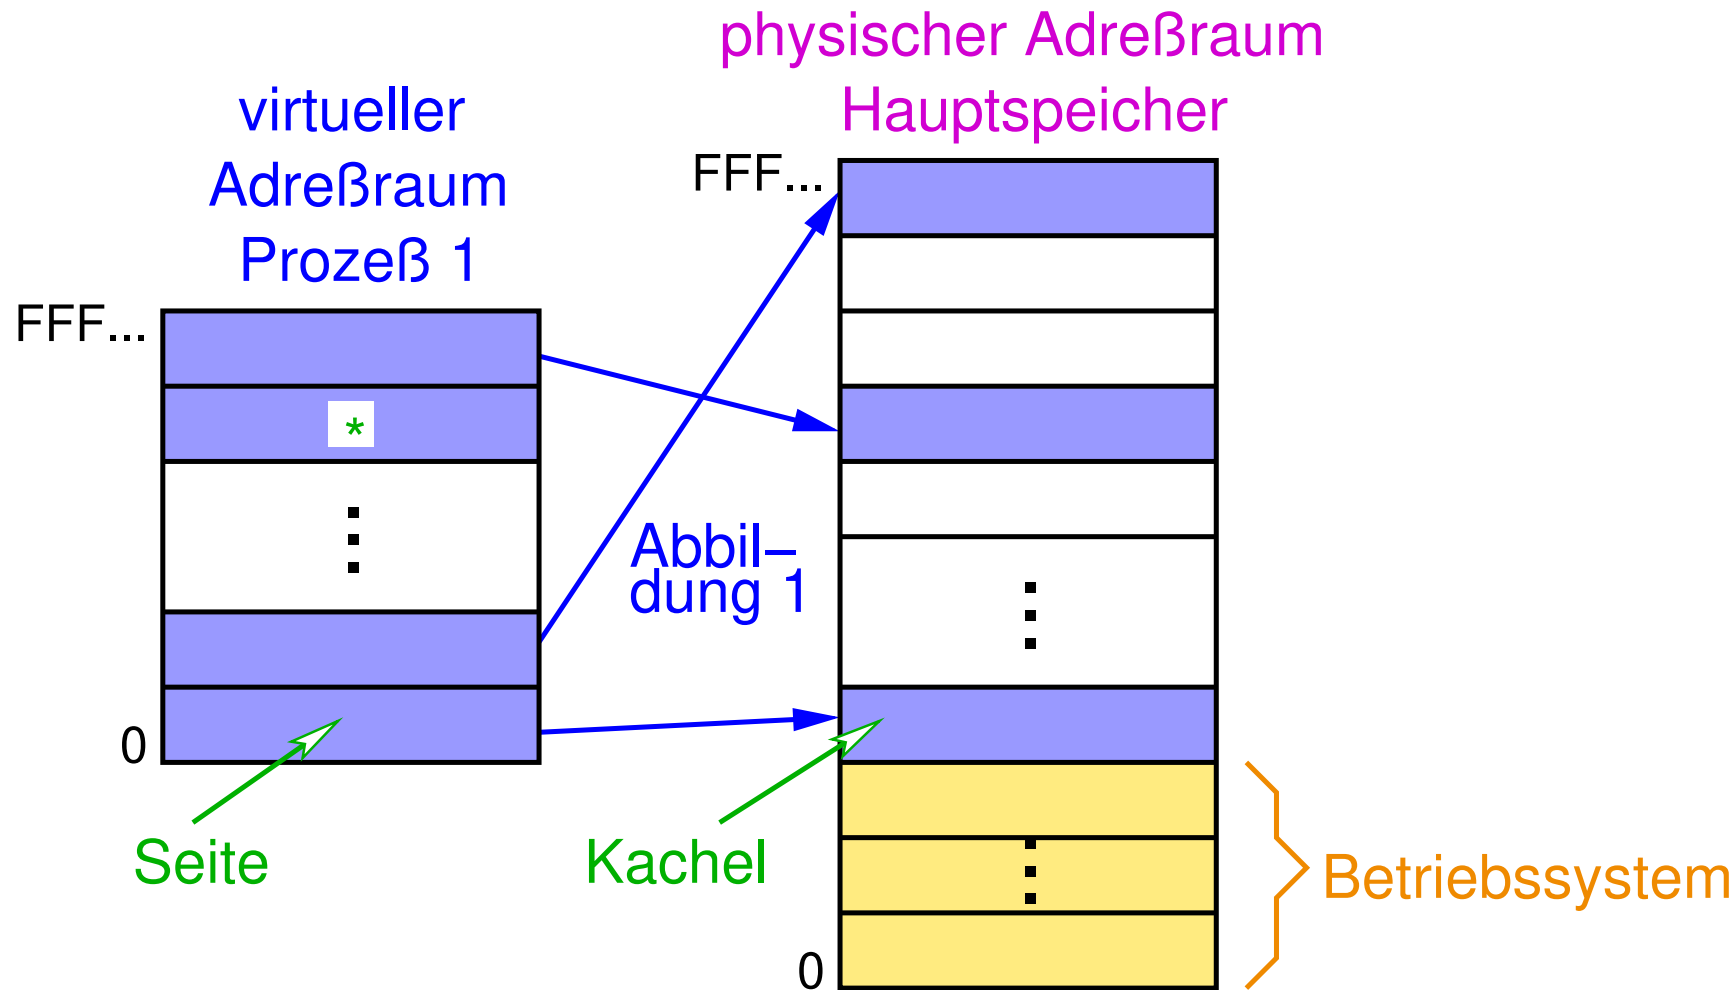 physischer Adreßraum
Hauptspeicher
virtueller
Adreßraum
Prozeß 1
FFF...
FFF...
*
Abbil–
dung 1
0
Seite
Kachel
Betriebssystem
0